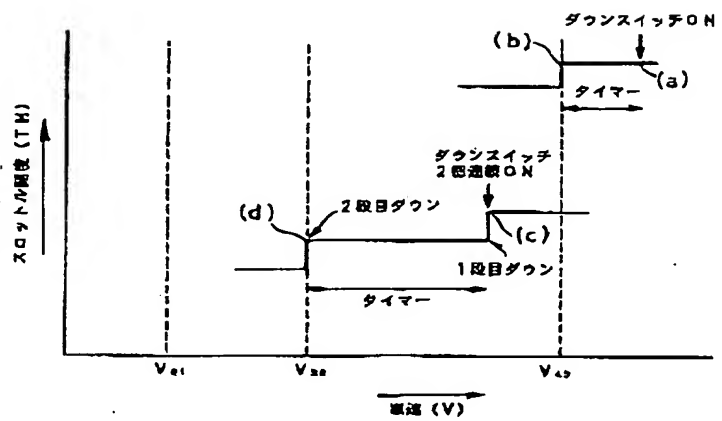 ダウンスイッチON
(b)
(a)
タイマー
ダウンスイッチ
2回連続ON
(d)
2段目ダウン
(c)
1段目ダウン
タイマー
スロットル開度(TH)
車速(V)